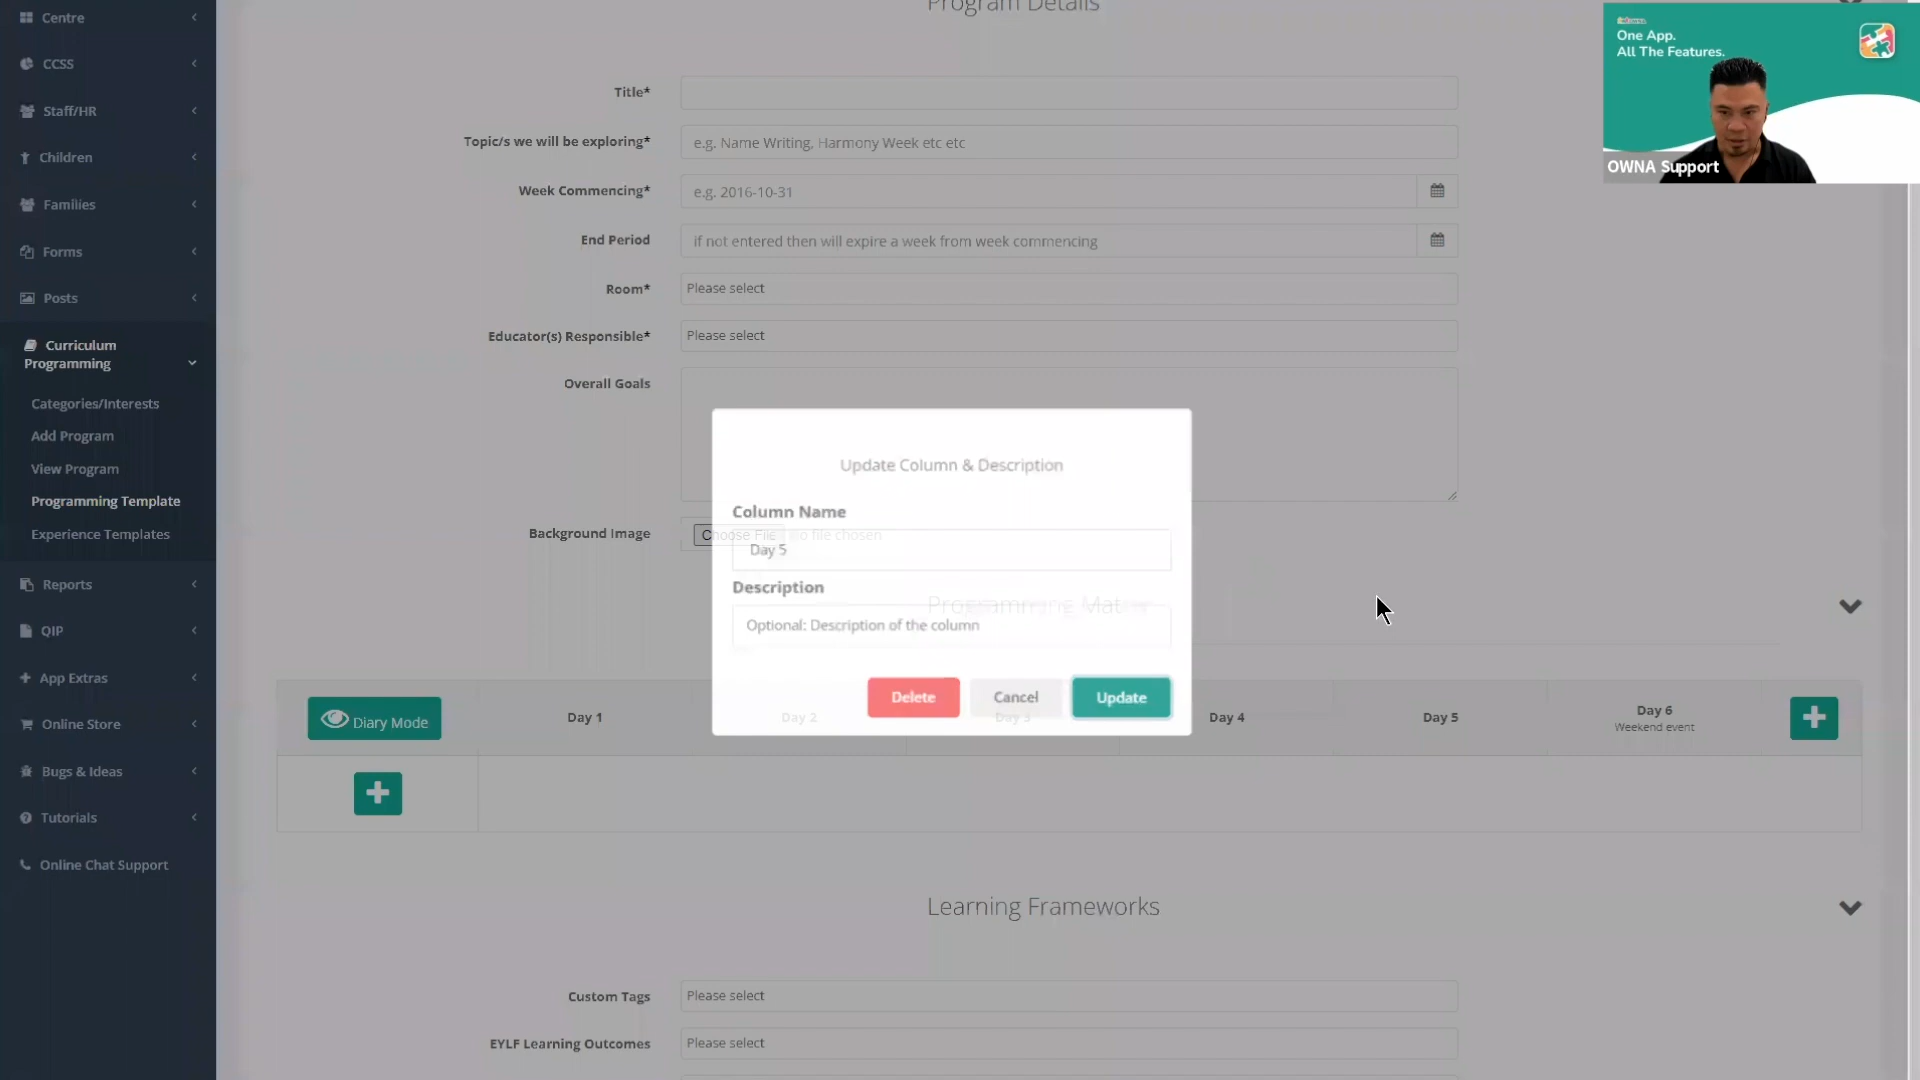 Centre
CCSS
Staff/HR
Children
Families
Forms
Posts
Curriculum
Programming
Categories/Interests
Add Program
View Program
Programming Template
Experience Templates
Reports
QIP
App Extras
Online Store
Bugs & Ideas
Tutorials
Online Chat Support
Program Details
Title*
Topic/s we will be exploring*
e.g. Name Writing, Harmony Week etc etc
Week Commencing*
e.g. 2016-10-31
End Period
if not entered then will expire a week from week commencing
Room*
Please select
Educator(s) Responsible*
Please select
Overall Goals
Background Image
Choose File
No file chosen
Update Column & Description
Column Name
Day 5
Description
Optional: Description of the column
Delete
Cancel
Update
Diary Mode
Day 1
Day 2
Day 3
Day 4
Day 5
Day 6
Weekend event
Learning Frameworks
Custom Tags
Please select
EYLF Learning Outcomes
Please select
One App.
All The Features.
OWNA Support